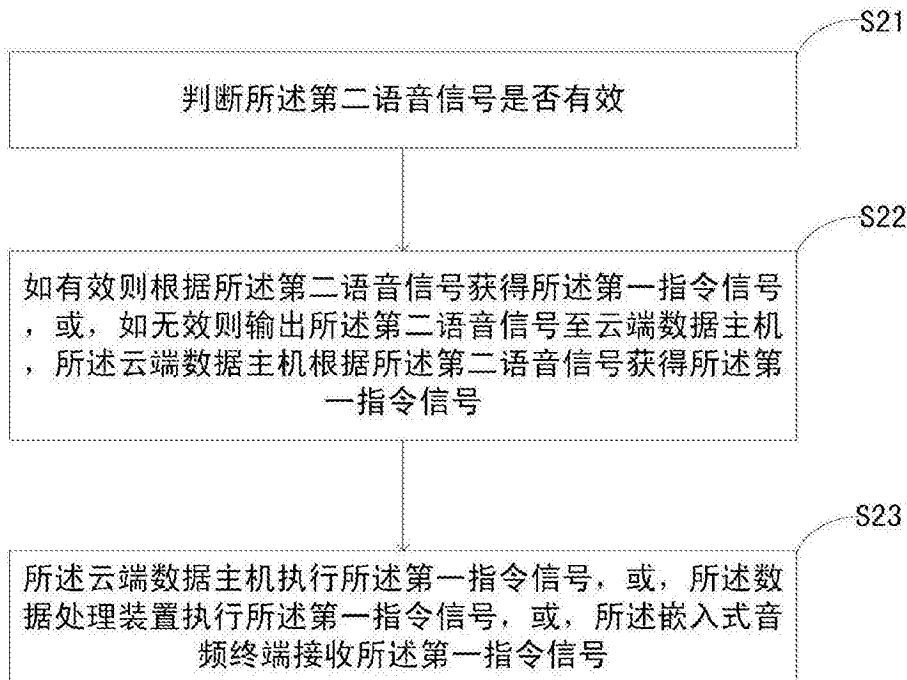 S21
判断所述第二语音信号是否有效
S22
如有效则根据所述第二语音信号获得所述第一指令信号
，或，如无效则输出所述第二语音信号至云端数据主机
，所述云端数据主机根据所述第二语音信号获得所述第
一指令信号
S23
所述云端数据主机执行所述第一指令信号，或，所述数
据处理装置执行所述第一指令信号，或，所述嵌入式音
频终端接收所述第一指令信号